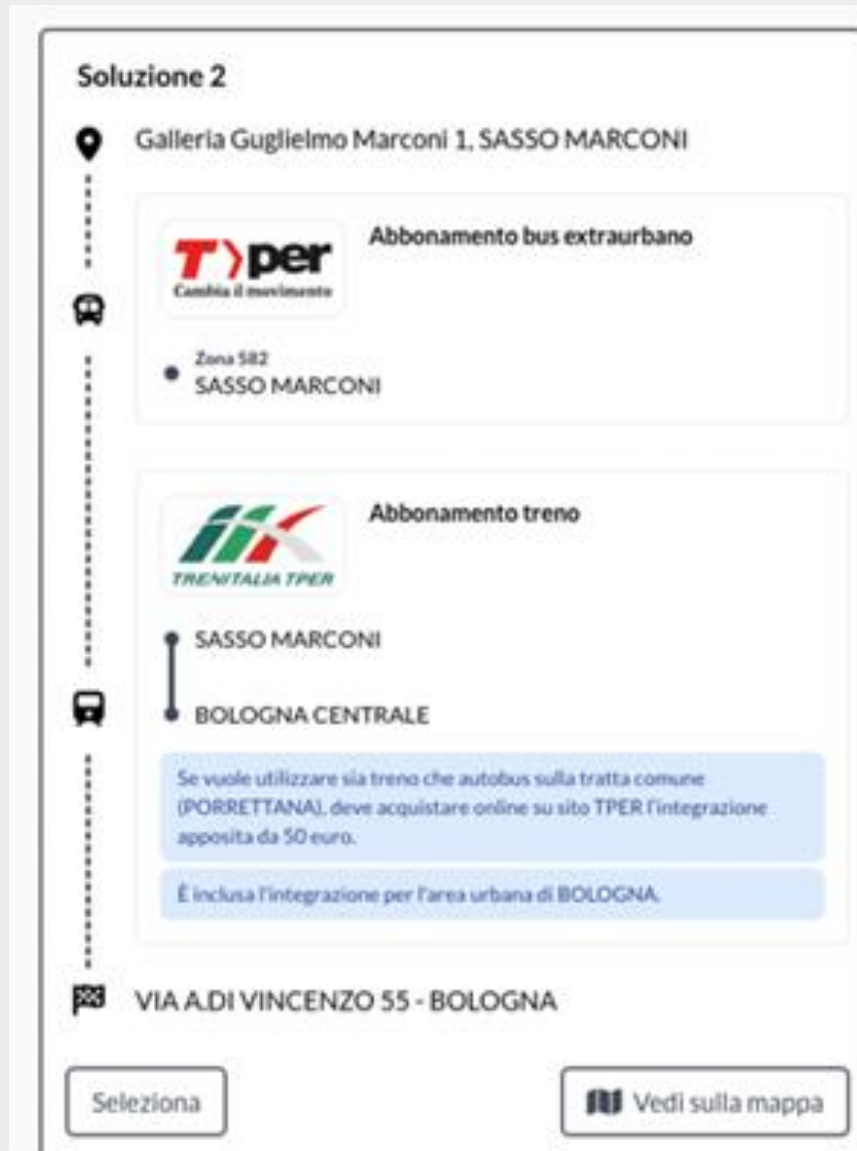 Soluzione 2
Galleria Guglielmo Marconi 1, SASSO MARCONI
T>per
Cambia il movimento
Abbonamento bus extraurbano
Zona 582
SASSO MARCONI
TRENITALIA TPER
Abbonamento treno
SASSO MARCONI
BOLOGNA CENTRALE
Se vuole utilizzare sia treno che autobus sulla tratta comune
(PORRETTANA), deve acquistare online su sito TPER l'integrazione
apposita da 50 euro.
È inclusa l'integrazione per l'area urbana di BOLOGNA.
VIA A.DI VINCENZO 55 - BOLOGNA
Seleziona
Vedi sulla mappa